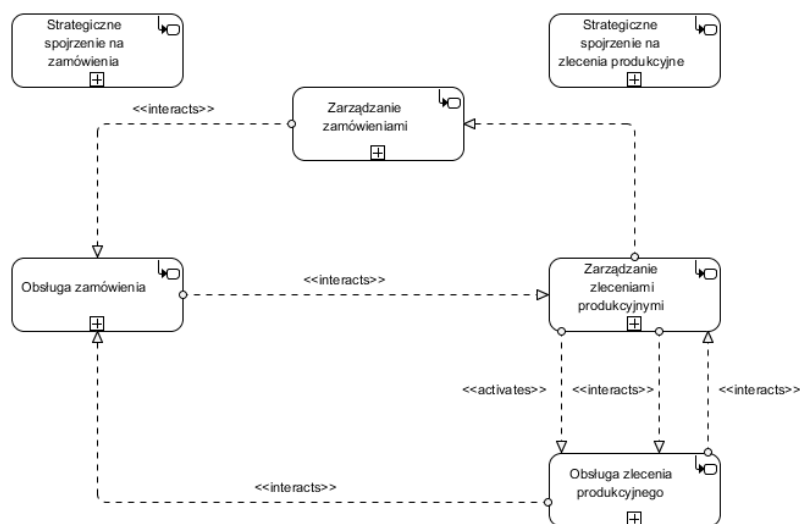 Strategiczne
spojrzenie na
zamówienia
Strategiczne
spojrzenie na
zlecenia produkcyjne
<<interacts>>
Zarządzanie
zamówieniami
Obsługa zamówienia
<<interacts>>
Zarządzanie
zleceniami
produkcyjnymi
<<activates>>
<<interacts>>
<<interacts>>
<<interacts>>
Obsługa zlecenia
produkcyjnego